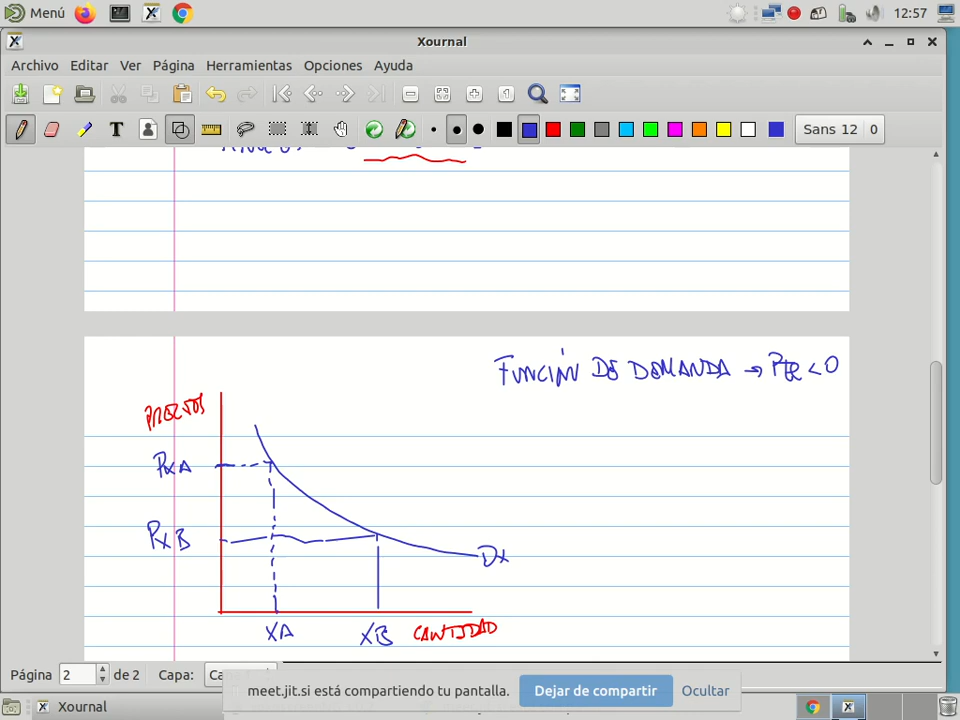 Menú
12:57
Xournal
Archivo Editar Ver Página Herramientas Opciones Ayuda
Sans 12 0
FUNCIÓN DE DEMANDA → Pte < 0
PRECIOS
PXA
PXB
DX
XA XB CANTIDAD
Página 2 de 2 Capa:
meet.jit.si está compartiendo tu pantalla. Dejar de compartir Ocultar
Xournal